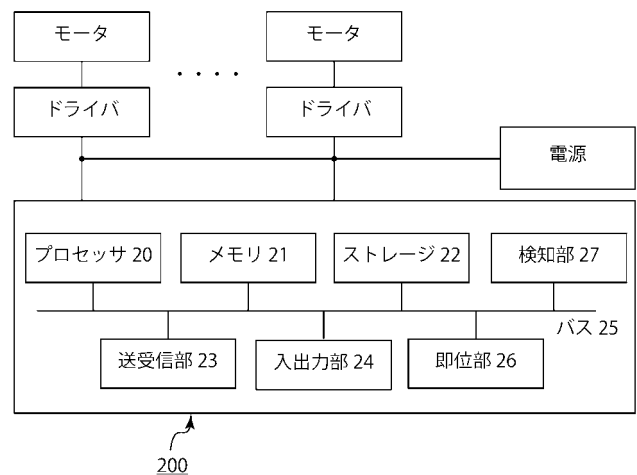 モータ
モータ
ドライバ
ドライバ
電源
プロセッサ 20
メモリ 21
ストレージ 22
検知部 27
バス 25
送受信部 23
入出力部 24
即位部 26
200